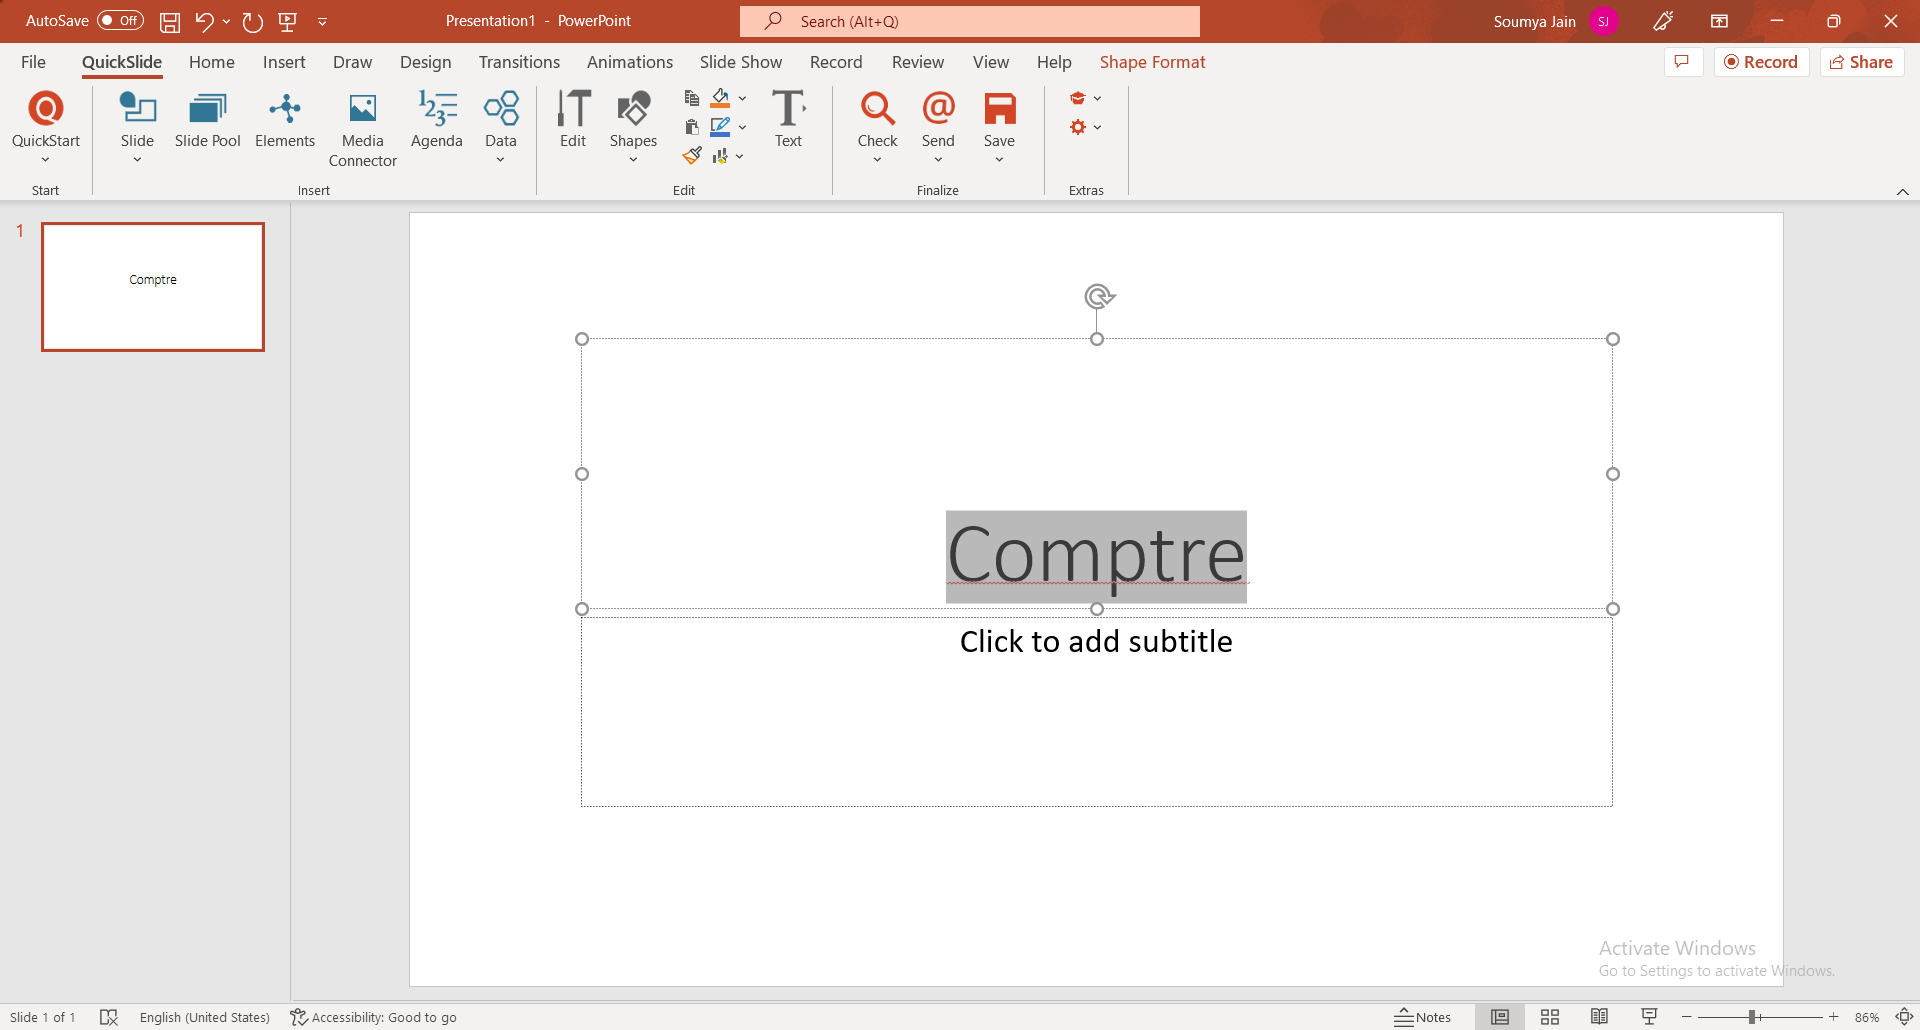 AutoSave Off Presentation1 - PowerPoint Search (Alt+Q) Soumya Jain SJ
File QuickSlide Home Insert Draw Design Transitions Animations Slide Show Record Review View Help Shape Format Record Share
QuickStart Slide Slide Pool Elements Media Connector Agenda Data Edit Shapes Text Check Send Save
Start Insert Edit Finalize Extras
1
Comptre
Comptre
Click to add subtitle
Activate Windows
Go to Settings to activate Windows.
Slide 1 of 1 English (United States) Accessibility: Good to go Notes 86%